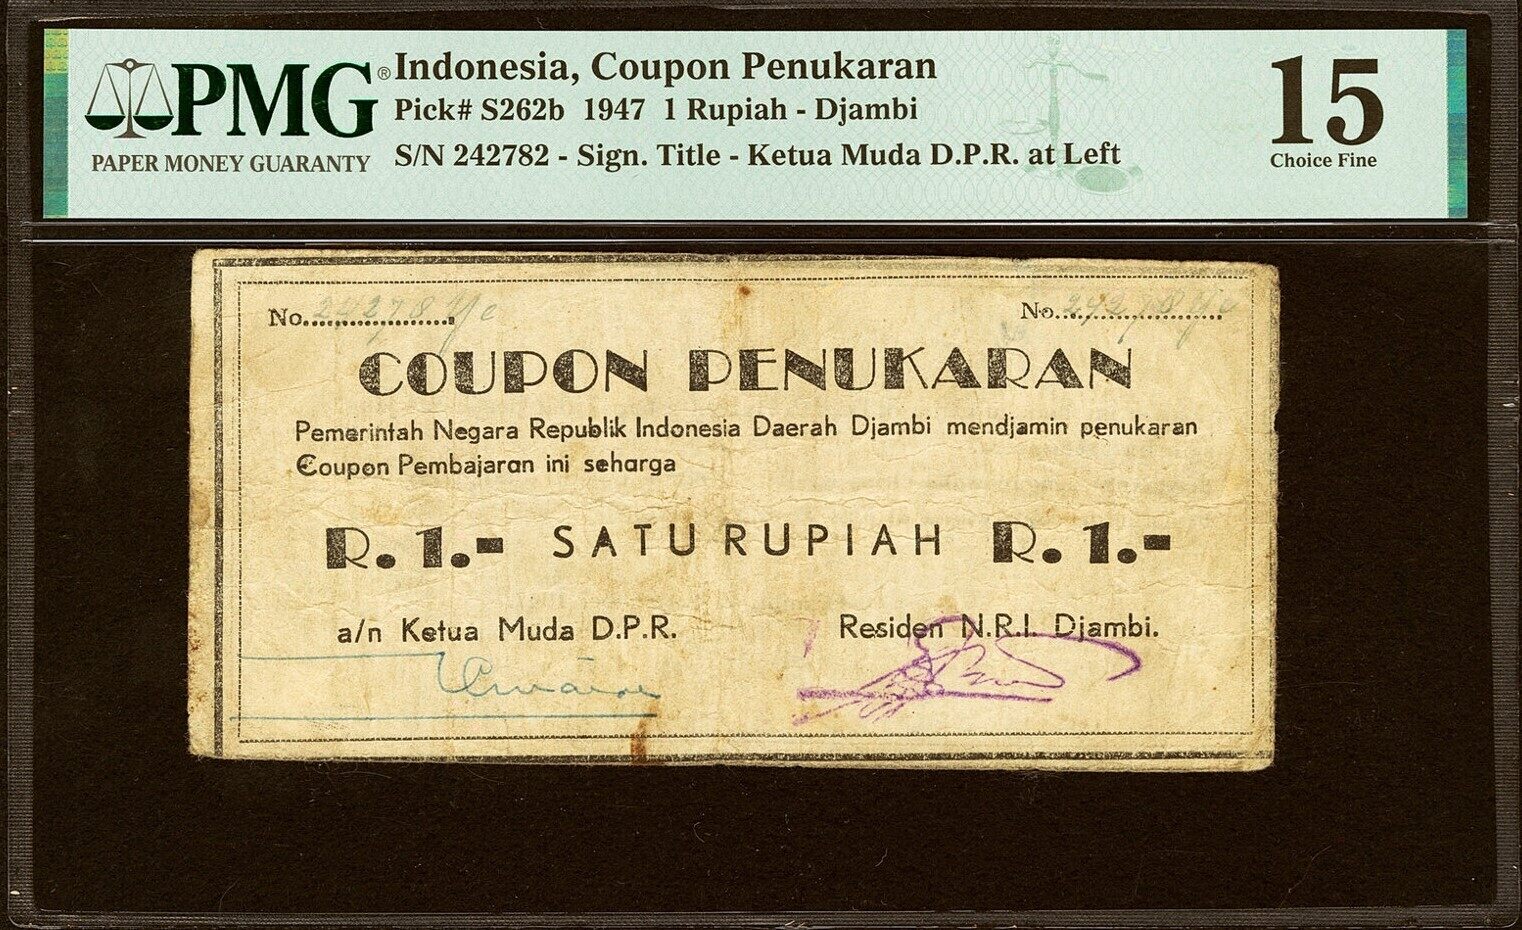 PMG®
PAPER MONEY GUARANTY
Indonesia, Coupon Penukaran
Pick# S262b 1947 1 Rupiah - Djambi
S/N 242782 - Sign. Title - Ketua Muda D.P.R. at Left
15
Choice Fine
No.................. No..................
COUPON PENUKARAN
Pemerintah Negara Republik Indonesia Daerah Djambi mendjamin penukaran
Coupon Pembajaran ini seharga
R. 1.- SATU RUPIAH R. 1.-
a/n Ketua Muda D.P.R. Residen N.R.I. Djambi.